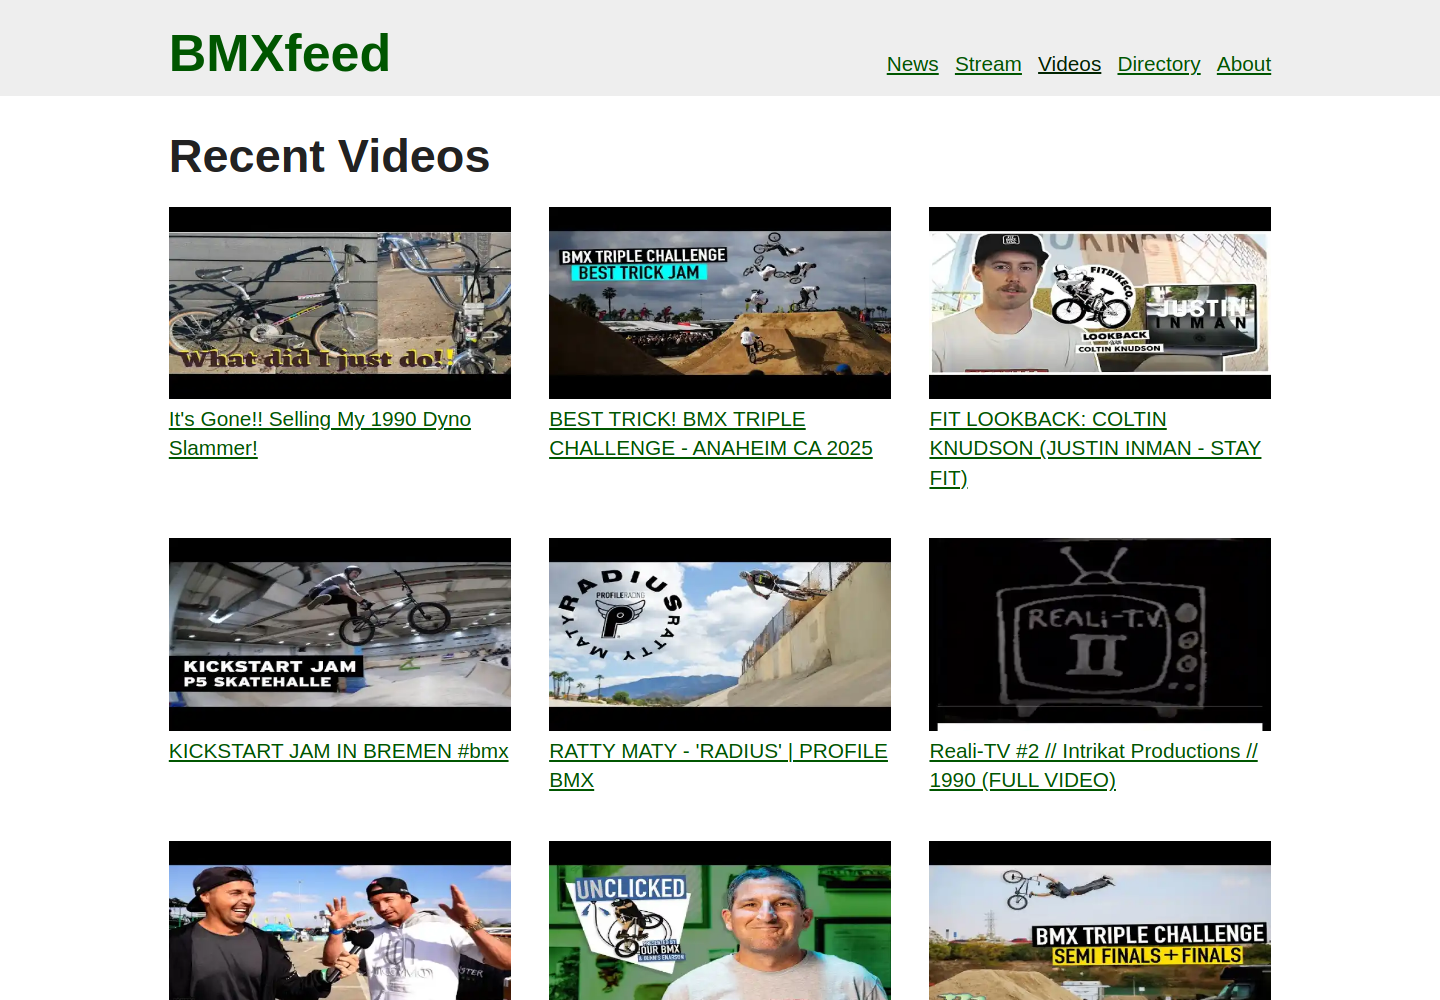 BMXfeed
News Stream Videos Directory About
Recent Videos
What did I just do!!
It's Gone!! Selling My 1990 Dyno
Slammer!
BMX TRIPLE CHALLENGE
BEST TRICK JAM
BEST TRICK! BMX TRIPLE
CHALLENGE - ANAHEIM CA 2025
FITBIKECO.
JUSTIN
INMAN
LOOKBACK
WITH
COLTIN KNUDSON
FIT LOOKBACK: COLTIN
KNUDSON (JUSTIN INMAN - STAY
FIT)
KICKSTART JAM
P5 SKATEHALLE
KICKSTART JAM IN BREMEN #bmx
RADIUS
PROFILERACING
P
RATTY MATY
RATTY MATY - 'RADIUS' | PROFILE
BMX
REALi-T.V.
II
Reali-TV #2 // Intrikat Productions //
1990 (FULL VIDEO)
UNCLICKED
OUR BMX
BMX TRIPLE CHALLENGE
SEMI FINALS + FINALS